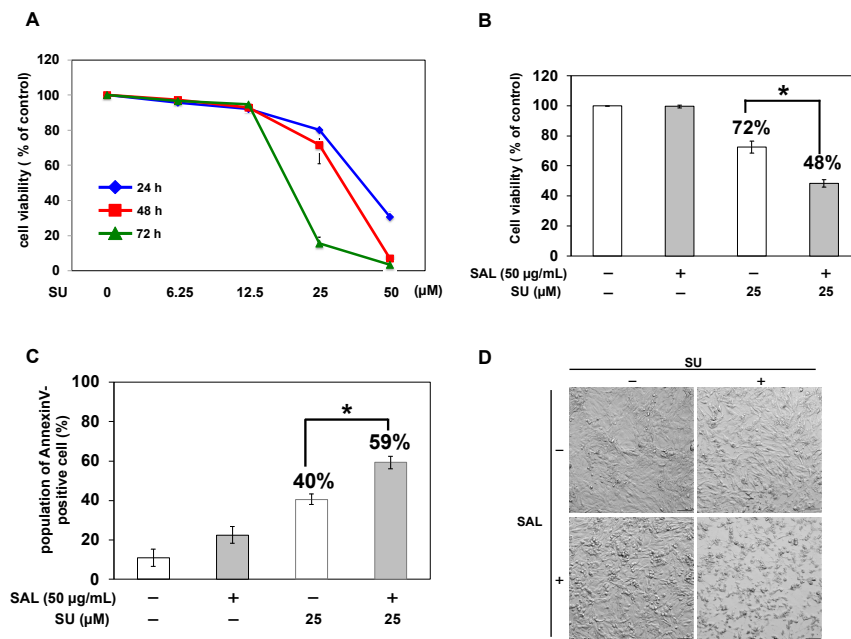 A
cell viability ( % of control)
120
100
80
60
40
20
0
24 h
48 h
72 h
SU 0 6.25 12.5 25 50 (µM)
B
Cell viability ( % of control)
120
100
80
60
40
20
0
*
72%
48%
SAL (50 µg/mL) – + – +
SU (µM) – – 25 25
C
population of AnnexinV-
positive cell (%)
100
80
60
40
20
0
*
59%
40%
SAL (50 µg/mL) – + – +
SU (µM) – – 25 25
D
SU
– +
–
SAL
+